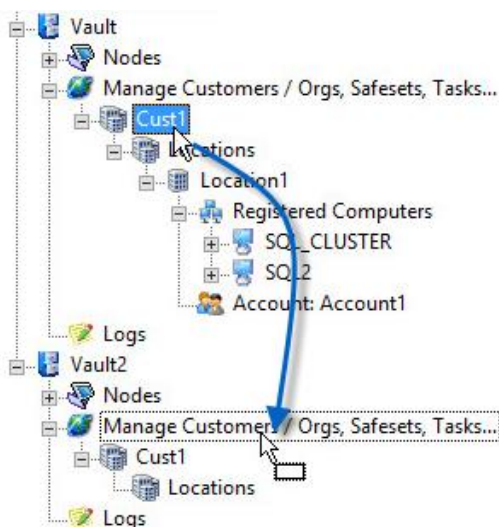 Vault
Nodes
Manage Customers / Orgs, Safesets, Tasks...
Cust1
Locations
Location1
Registered Computers
SQL_CLUSTER
SQL2
Account: Account1
Logs
Vault2
Nodes
Manage Customers / Orgs, Safesets, Tasks...
Cust1
Locations
Logs